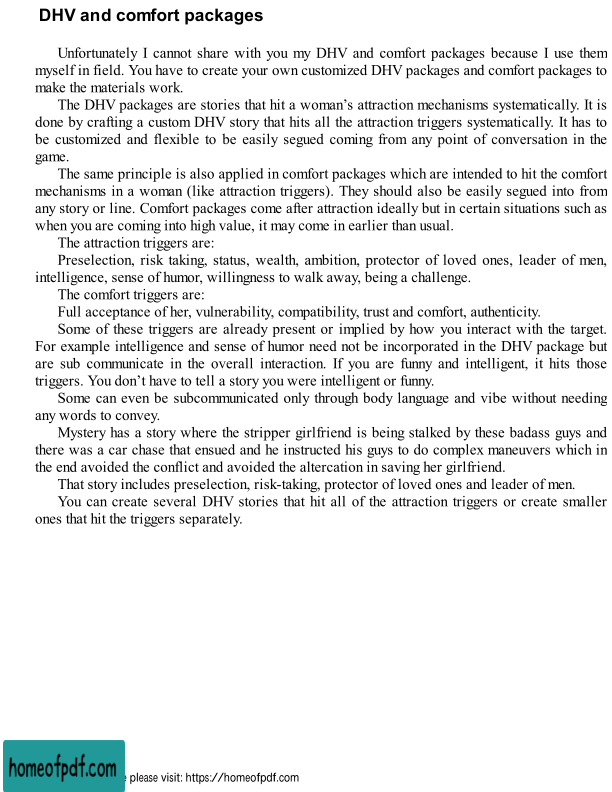 DHV and comfort packages
Unfortunately I cannot share with you my DHV and comfort packages because I use them
myself in field. You have to create your own customized DHV packages and comfort packages to
make the materials work.
The DHV packages are stories that hit a woman’s attraction mechanisms systematically. It is
done by crafting a custom DHV story that hits all the attraction triggers systematically. It has to
be customized and flexible to be easily segued coming from any point of conversation in the
game.
The same principle is also applied in comfort packages which are intended to hit the comfort
mechanisms in a woman (like attraction triggers). They should also be easily segued into from
any story or line. Comfort packages come after attraction ideally but in certain situations such as
when you are coming into high value, it may come in earlier than usual.
The attraction triggers are:
Preselection, risk taking, status, wealth, ambition, protector of loved ones, leader of men,
intelligence, sense of humor, willingness to walk away, being a challenge.
The comfort triggers are:
Full acceptance of her, vulnerability, compatibility, trust and comfort, authenticity.
Some of these triggers are already present or implied by how you interact with the target.
For example intelligence and sense of humor need not be incorporated in the DHV package but
are sub communicate in the overall interaction. If you are funny and intelligent, it hits those
triggers. You don’t have to tell a story you were intelligent or funny.
Some can even be subcommunicated only through body language and vibe without needing
any words to convey.
Mystery has a story where the stripper girlfriend is being stalked by these badass guys and
there was a car chase that ensued and he instructed his guys to do complex maneuvers which in
the end avoided the conflict and avoided the altercation in saving her girlfriend.
That story includes preselection, risk-taking, protector of loved ones and leader of men.
You can create several DHV stories that hit all of the attraction triggers or create smaller
ones that hit the triggers separately.
homeofpdf.com
please visit: https://homeofpdf.com